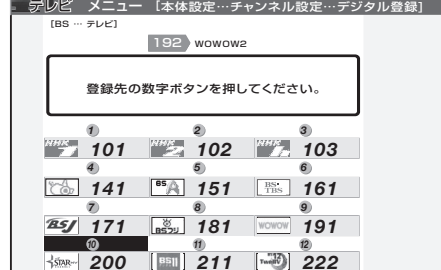 テレビ メニュー [本体設定…チャンネル設定…デジタル登録]
[BS … テレビ]
192 WOWOW2
登録先の数字ボタンを押してください。
1 2 3
NHK 1 101 NHK 2 102 NHK h 103
4 5 6
141 BS A 151 BS-TBS 161
7 8 9
BSJ 171 BSフジ 181 WOWOW 191
10 11 12
STAR 200 BS11 211 TwellV 222